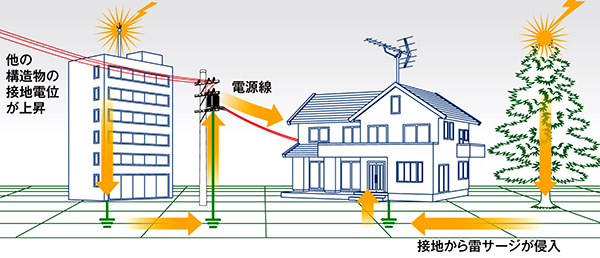 他の
構造物の
接地電位
が上昇
電源線
接地から雷サージが侵入